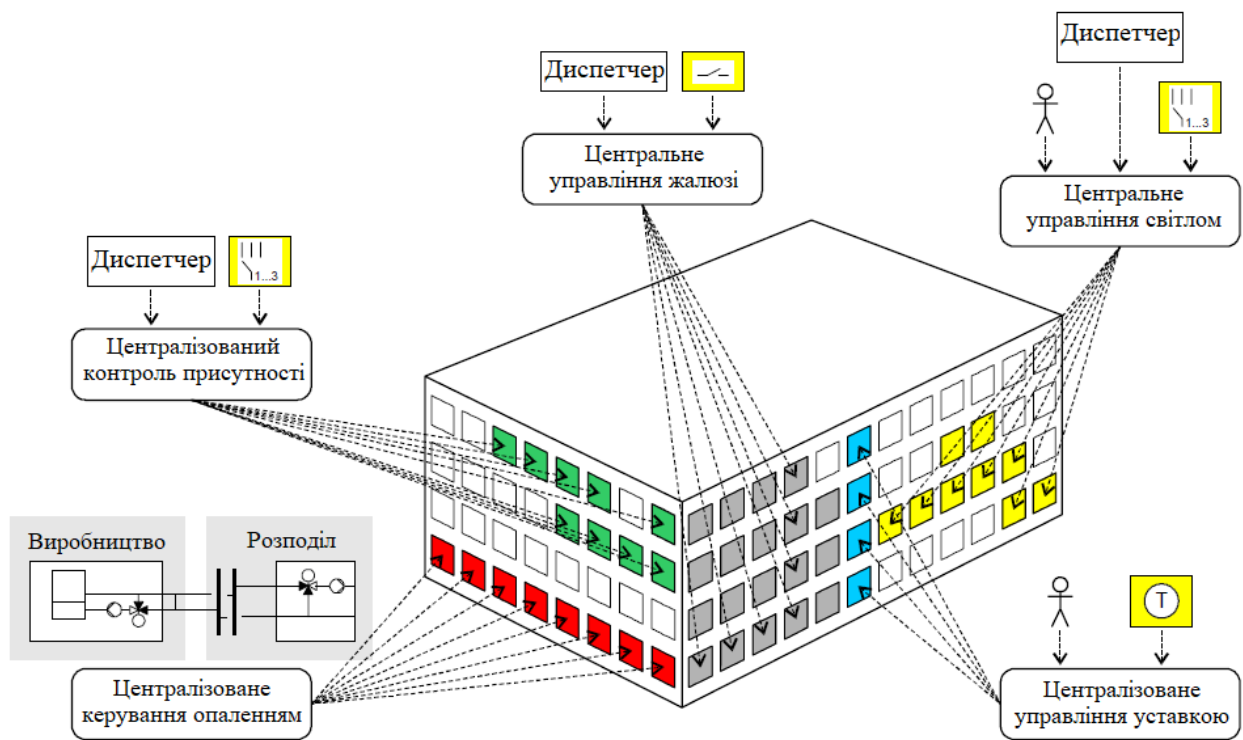 Диспетчер
Диспетчер
Центральне
управління жалюзі
1...3
Центральне
управління світлом
Диспетчер
1...3
Централізований
контроль присутності
Виробництво
Розподіл
T
Централізоване
керування опаленням
Централізоване
управління уставкою